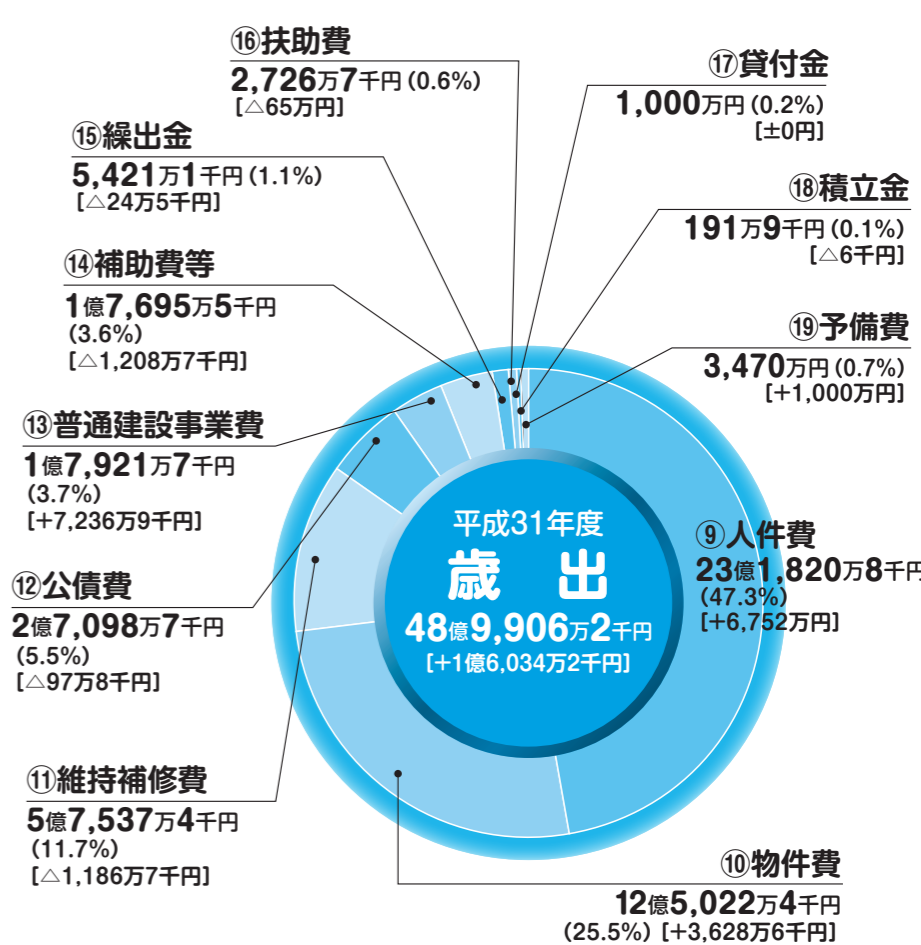 ⑯扶助費
2,726万7千円(0.6%)
[△65万円]
⑰貸付金
1,000万円(0.2%)
[±0円]
⑮繰出金
5,421万1千円(1.1%)
[△24万5千円]
⑱積立金
191万9千円(0.1%)
[△6千円]
⑭補助費等
1億7,695万5千円
(3.6%)
[△1,208万7千円]
⑲予備費
3,470万円(0.7%)
[+1,000万円]
⑬普通建設事業費
1億7,921万7千円
(3.7%)
[+7,236万9千円]
平成31年度
歳 出
48億9,906万2千円
[+1億6,034万2千円]
⑨人件費
23億1,820万8千円
(47.3%)
[+6,752万円]
⑫公債費
2億7,098万7千円
(5.5%)
[△97万8千円]
⑪維持補修費
5億7,537万4千円
(11.7%)
[△1,186万7千円]
⑩物件費
12億5,022万4千円
(25.5%) [+3,628万6千円]